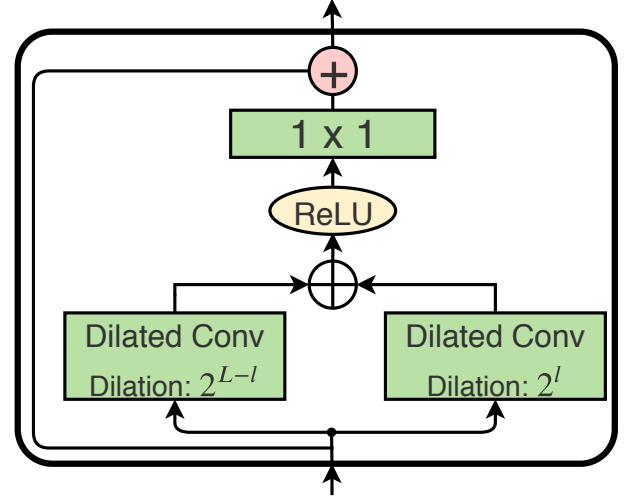 +
1 x 1
ReLU
Dilated Conv
Dilation: 2^{L-l}
Dilated Conv
Dilation: 2^{l}